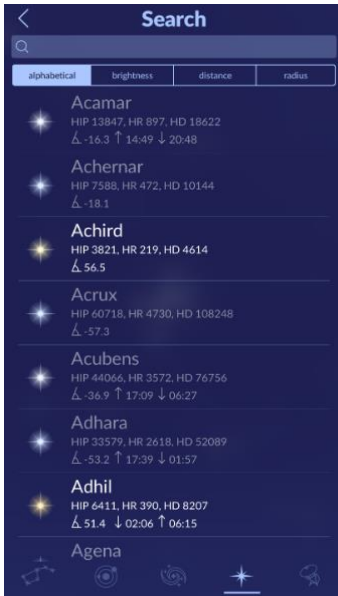 Search
alphabetical brightness distance radius
Acamar
HIP 13847, HR 897, HD 18622
∡ -16.3 ↑ 14:49 ↓ 20:48
Achernar
HIP 7588, HR 472, HD 10144
∡ -18.1
Achird
HIP 3821, HR 219, HD 4614
∡ 56.5
Acrux
HIP 60718, HR 4730, HD 108248
∡ -57.3
Acubens
HIP 44066, HR 3572, HD 76756
∡ -36.9 ↑ 17:09 ↓ 06:27
Adhara
HIP 33579, HR 2618, HD 52089
∡ -53.2 ↑ 17:39 ↓ 01:57
Adhil
HIP 6411, HR 390, HD 8207
∡ 51.4 ↓ 02:06 ↑ 06:15
Agena